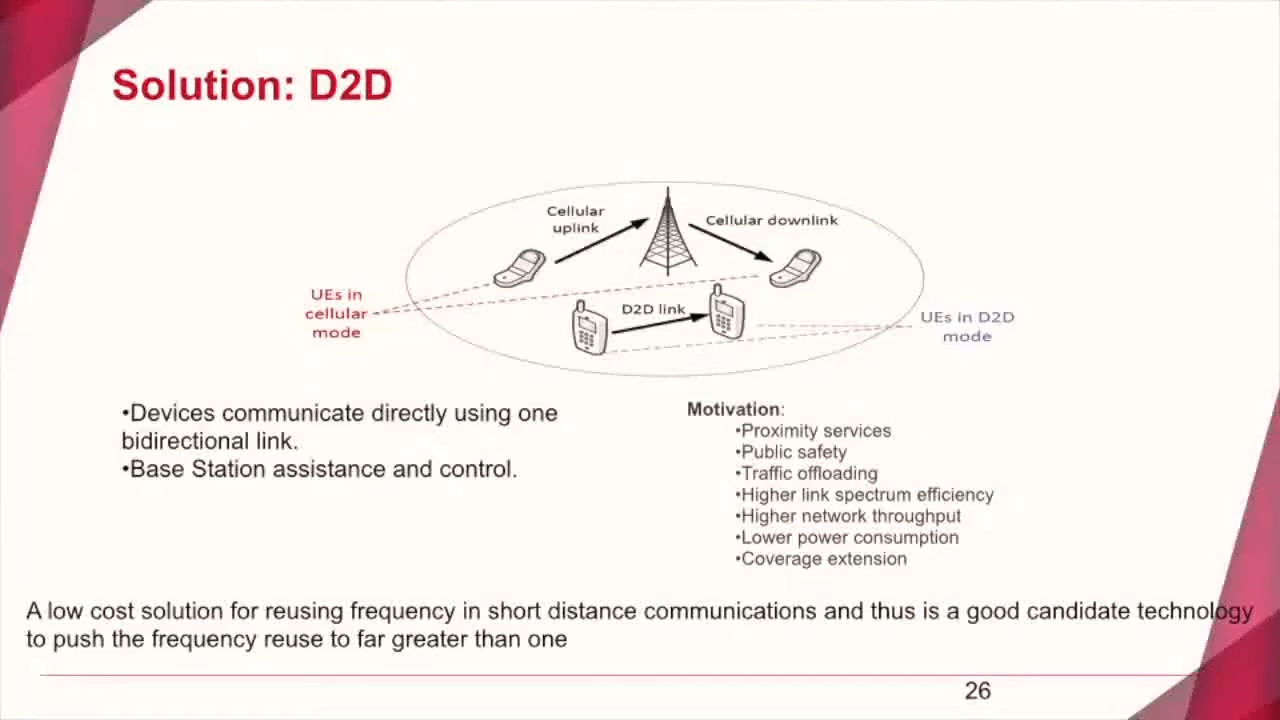 Solution: D2D
Cellular
uplink
Cellular downlink
UEs in
cellular
mode
D2D link
UEs in D2D
mode
•Devices communicate directly using one
bidirectional link.
•Base Station assistance and control.
Motivation:
•Proximity services
•Public safety
•Traffic offloading
•Higher link spectrum efficiency
•Higher network throughput
•Lower power consumption
•Coverage extension
A low cost solution for reusing frequency in short distance communications and thus is a good candidate technology
to push the frequency reuse to far greater than one
26